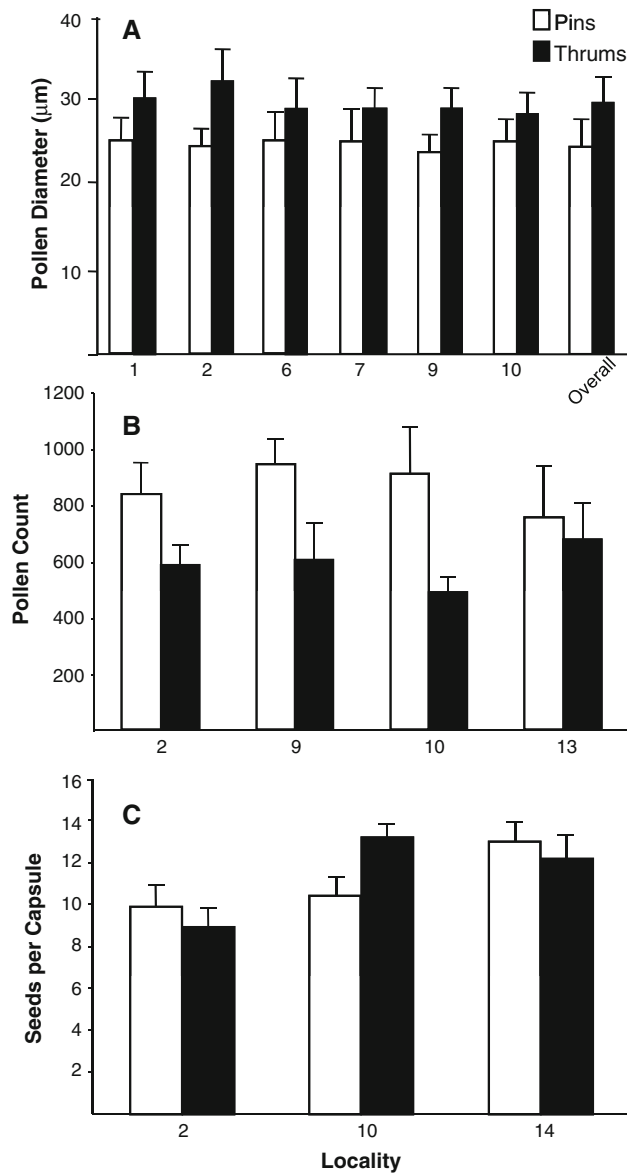 A
Pins
Thrums
Pollen Diameter (µm)
40
30
20
10
1 2 6 7 9 10 Overall
B
Pollen Count
1200
1000
800
600
400
200
2 9 10 13
C
Seeds per Capsule
16
14
12
10
8
6
4
2
2 10 14
Locality